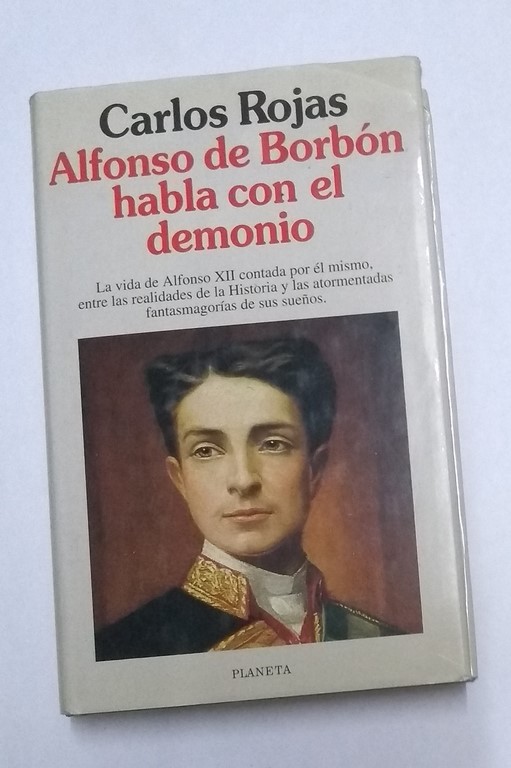 Carlos Rojas
Alfonso de Borbón
habla con el
demonio
La vida de Alfonso XII contada por él mismo,
entre las realidades de la Historia y las atormentadas
fantasmagorías de sus sueños.
PLANETA